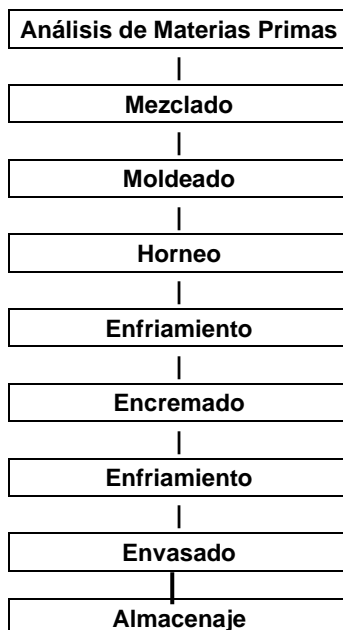 Análisis de Materias Primas
Mezclado
Moldeado
Horneo
Enfriamiento
Encremado
Enfriamiento
Envasado
Almacenaje